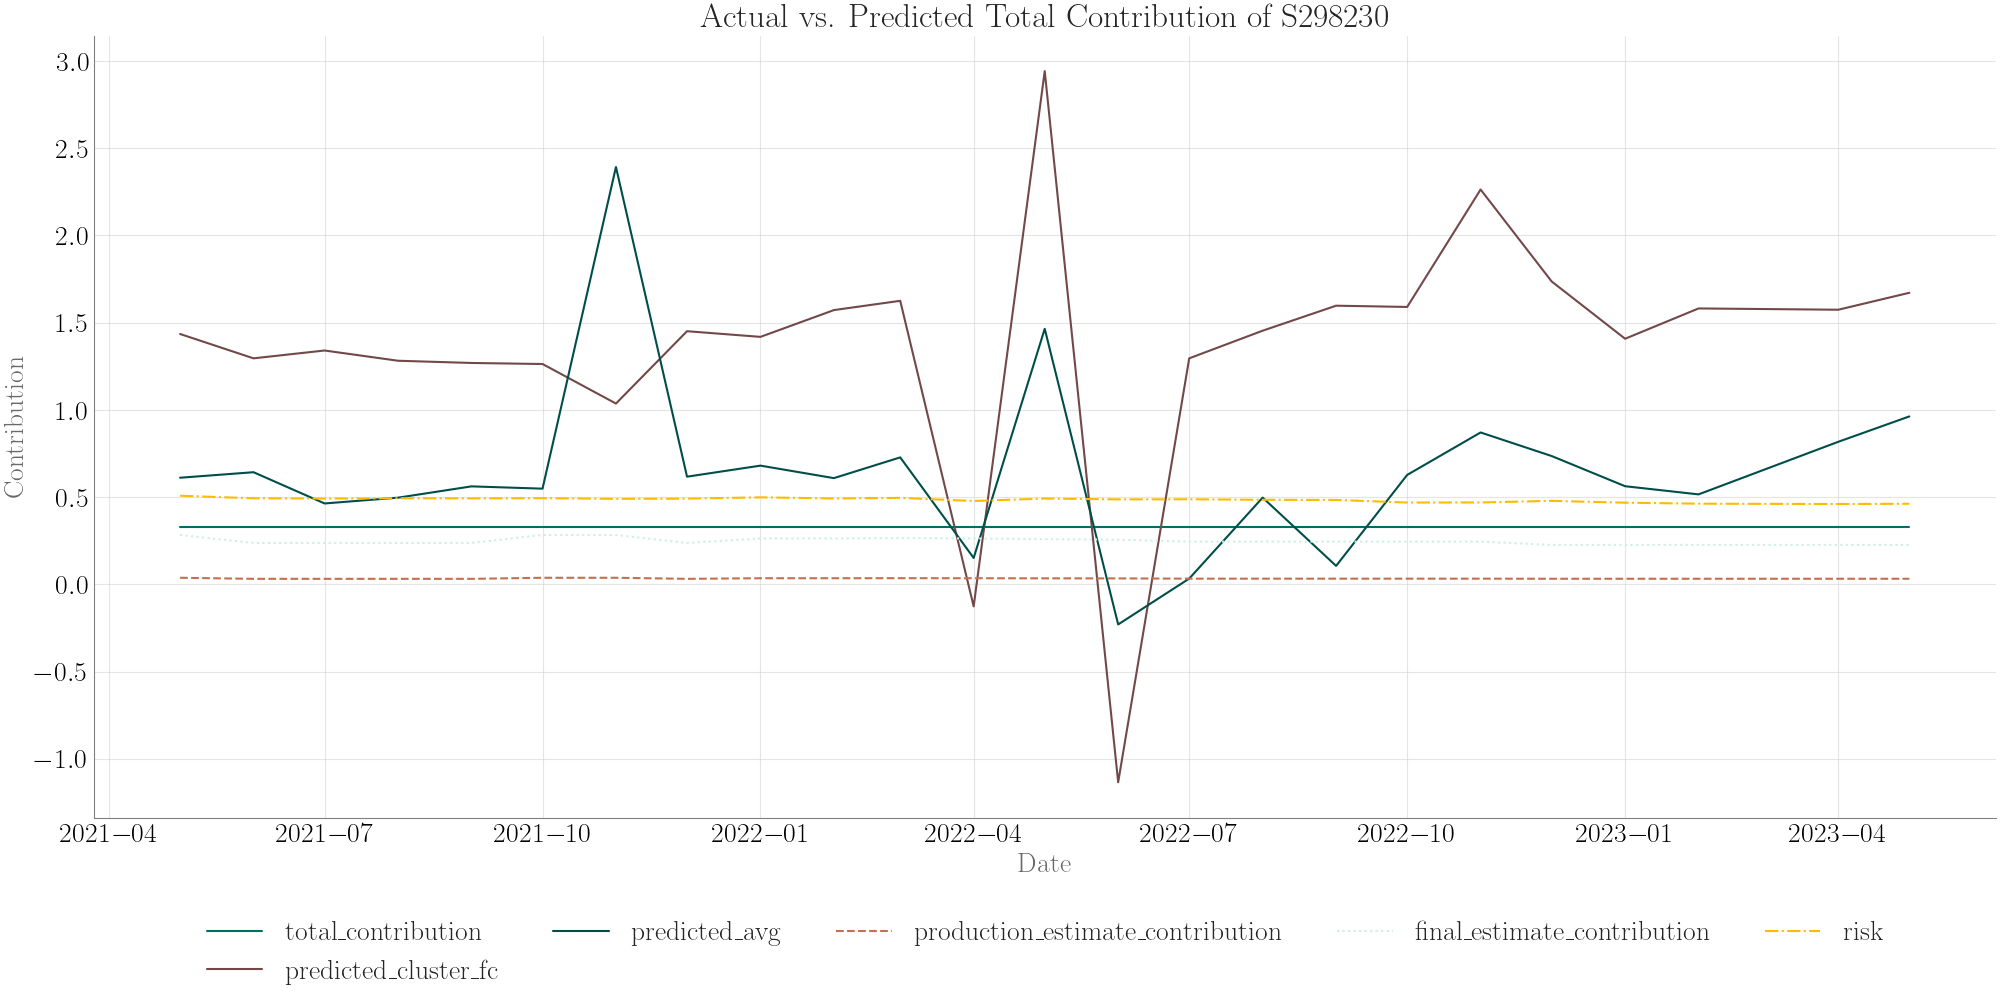 Actual vs. Predicted Total Contribution of S298230
3.0
2.5
2.0
1.5
1.0
0.5
0.0
−0.5
−1.0
Contribution
2021−04 2021−07 2021−10 2022−01 2022−04 2022−07 2022−10 2023−01 2023−04
Date
total_contribution predicted_avg production_estimate_contribution final_estimate_contribution risk
predicted_cluster_fc